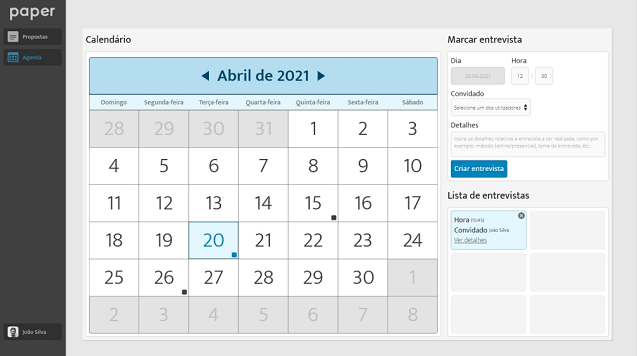 paper
Propostas
Agenda
João Silva
Calendário
Abril de 2021
Domingo Segunda-feira Terça-feira Quarta-feira Quinta-feira Sexta-feira Sábado
28 29 30 31 1 2 3
4 5 6 7 8 9 10
11 12 13 14 15 16 17
18 19 20 21 22 23 24
25 26 27 28 29 30 1
2 3 4 5 6 7 8
Marcar entrevista
Dia Hora
20.04.2021 12 : 30
Convidado
Selecione um dos utilizadores
Detalhes
Insira os detalhes relativos à entrevista a ser realizada, como por
exemplo: método (online/presencial), tema da entrevista, etc.
Criar entrevista
Lista de entrevistas
Hora (15:45)
Convidado João Silva
Ver detalhes